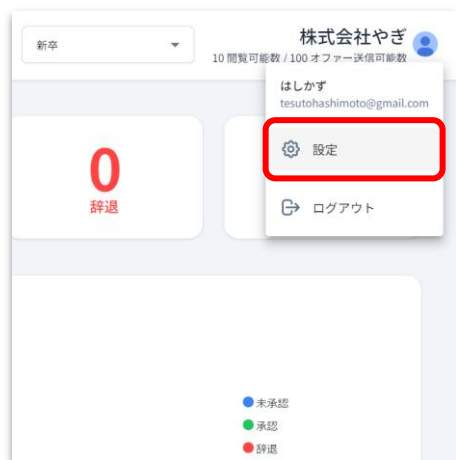 新卒
株式会社やぎ
10 閲覧可能数 / 100 オファー送信可能数
はしかず
tesutohashimoto@gmail.com
設定
ログアウト
0
辞退
未承認
承認
辞退